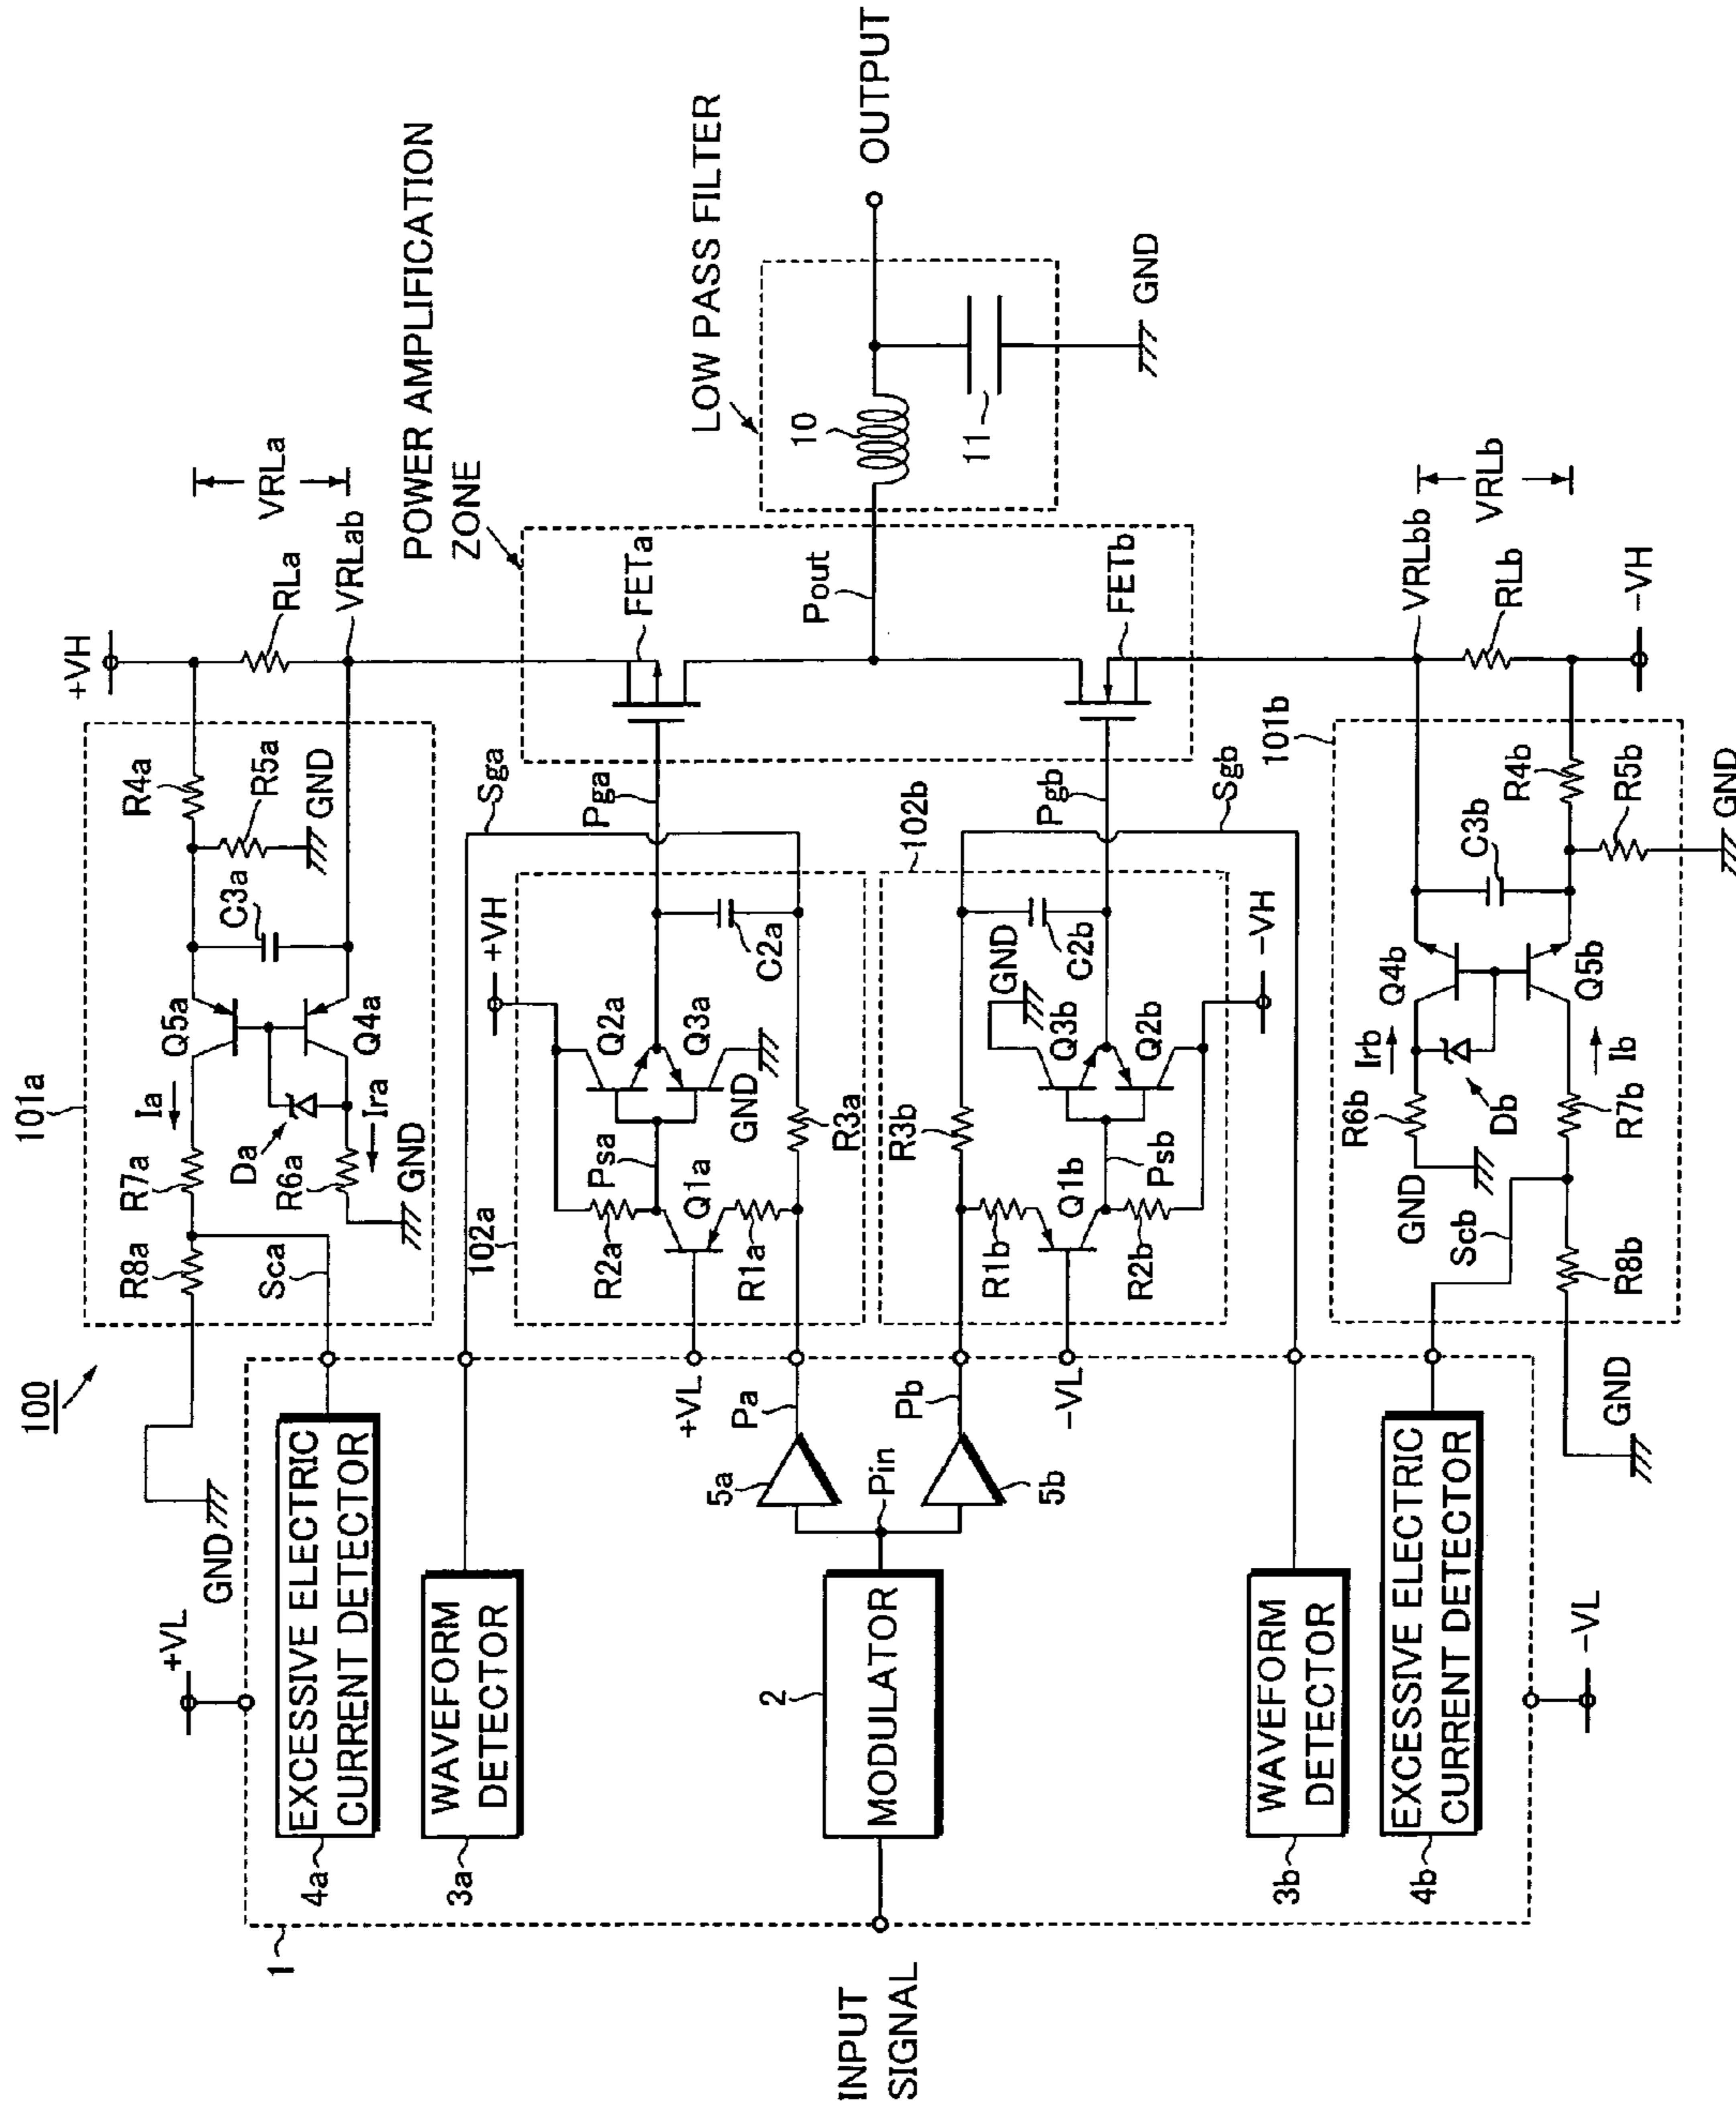 100
GND
+VL
1
4a
EXCESSIVE ELECTRIC
CURRENT DETECTOR
3a
WAVEFORM
DETECTOR
INPUT
SIGNAL
2
MODULATOR
Pin
5a
5b
Pa
Pb
+VL
-VL
3b
WAVEFORM
DETECTOR
4b
EXCESSIVE ELECTRIC
CURRENT DETECTOR
-VL
GND
101a
R8a
R7a
Ia
Q5a
R4a
R5a
GND
C3a
Da
R6a
Ira
Q4a
GND
Sca
+VH
RLa
VRLa
VRLab
102a
R2a
Psa
Q1a
R1a
R3a
Q2a
Q3a
GND
+VH
C2a
Pga
Sga
POWER AMPLIFICATION
ZONE
FETa
Pout
FETb
LOW PASS FILTER
10
11
GND
OUTPUT
102b
R3b
R1b
Q1b
R2b
Psb
Q3b
Q2b
GND
C2b
-VH
Pgb
Sgb
101b
R6b
Irb
Q4b
C3b
R4b
R5b
GND
Db
GND
Scb
R7b
Ib
Q5b
R8b
VRLbb
VRLb
RLb
-VH